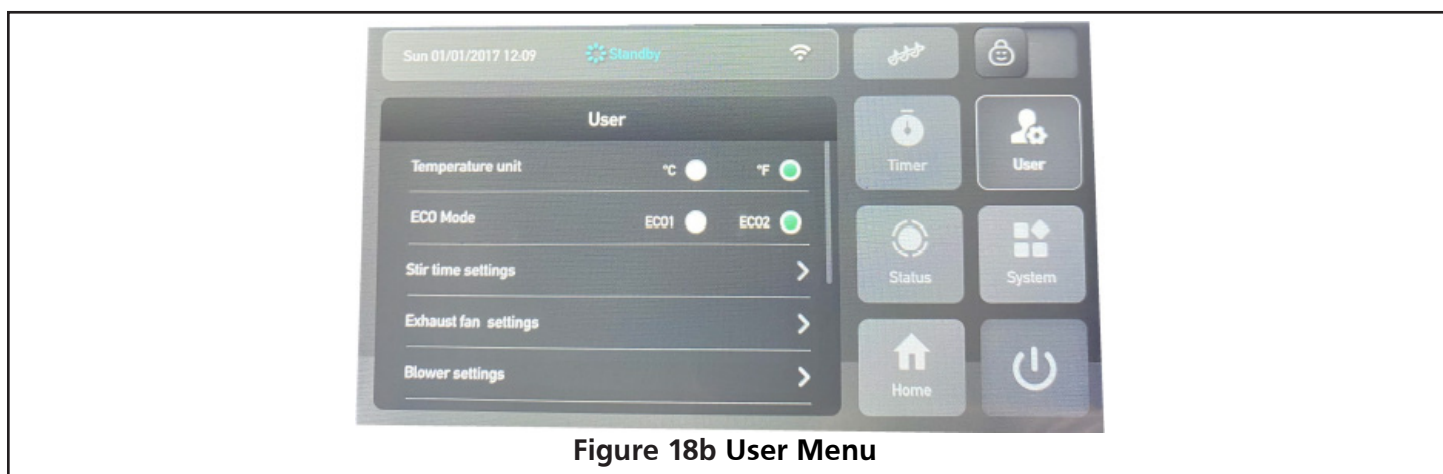 Sun 01/01/2017 12:09 Standby
User
Temperature unit °C °F
ECO Mode ECO1 ECO2
Stir time settings
Exhaust fan settings
Blower settings
Timer User
Status System
Home
Figure 18b User Menu